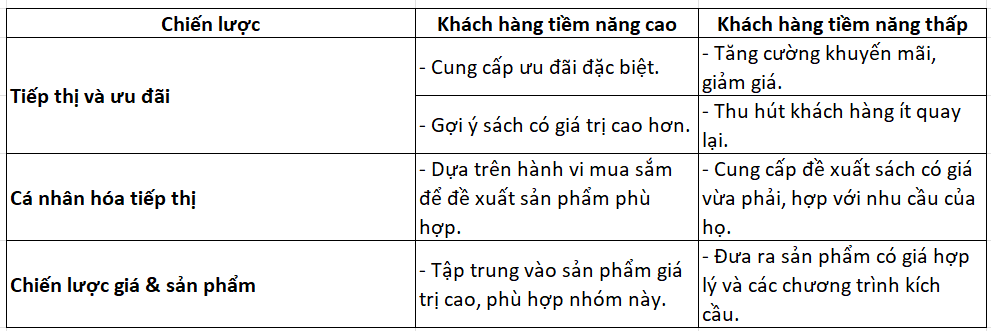 Chiến lược
Khách hàng tiềm năng cao
Khách hàng tiềm năng thấp
Tiếp thị và ưu đãi
- Cung cấp ưu đãi đặc biệt.
- Tăng cường khuyến mãi,
giảm giá.
- Gợi ý sách có giá trị cao hơn.
- Thu hút khách hàng ít quay
lại.
Cá nhân hóa tiếp thị
- Dựa trên hành vi mua sắm
để đề xuất sản phẩm phù
hợp.
- Cung cấp đề xuất sách có giá
vừa phải, hợp với nhu cầu của
họ.
Chiến lược giá & sản phẩm
- Tập trung vào sản phẩm giá
trị cao, phù hợp nhóm này.
- Đưa ra sản phẩm có giá hợp
lý và các chương trình kích
cầu.